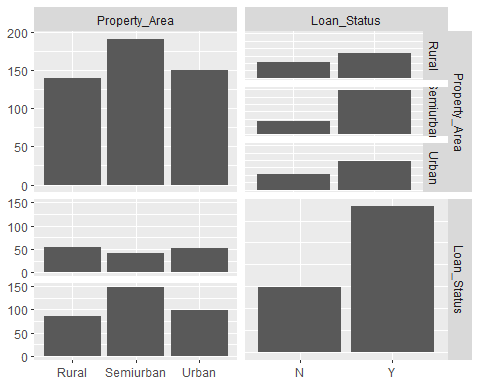 Property_Area
Loan_Status
200
150
100
50
0
Rural
Semiurban
Urban
Property_Area
150
100
50
0
150
100
50
0
Loan_Status
Rural
Semiurban
Urban
N
Y